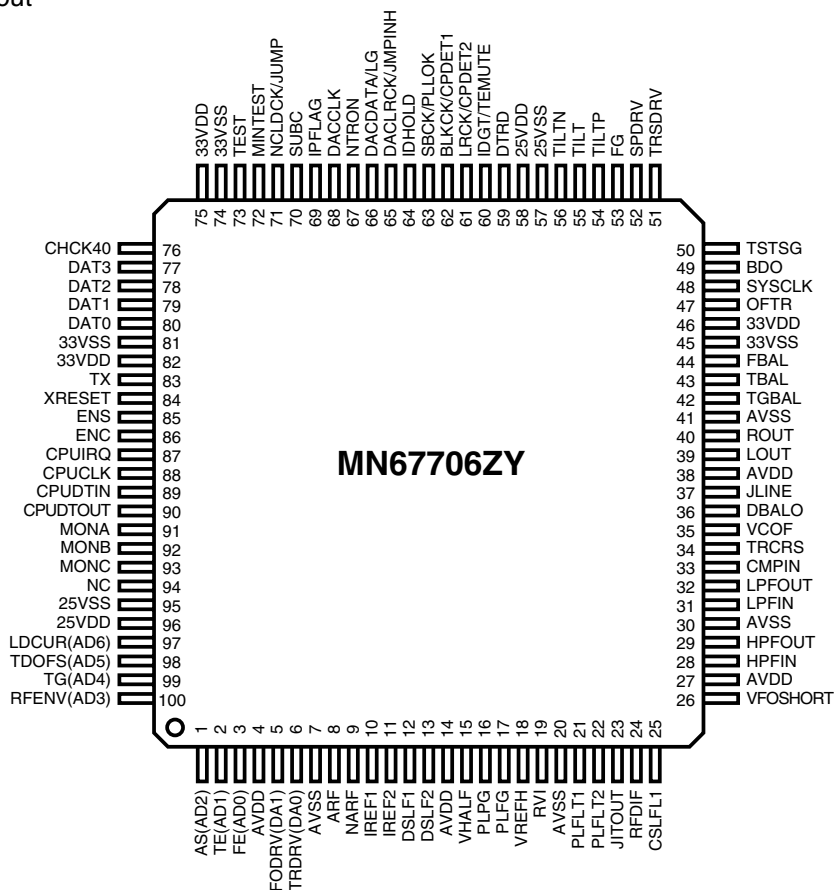 33VDD
33VSS
TEST
MINTEST
NCLDCK/JUMP
SUBC
IPFLAG
DACCLK
NTRON
DACDATA/LG
DACLRCK/JMPINH
IDHOLD
SBCK/PLLOK
BLKCK/CPDET1
LRCK/CPDET2
IDGT/TEMUTE
DTRD
25VDD
25VSS
TILTN
TILT
TILTP
FG
SPDRV
TRSDRV
75 74 73 72 71 70 69 68 67 66 65 64 63 62 61 60 59 58 57 56 55 54 53 52 51
CHCK40 76
DAT3 77
DAT2 78
DAT1 79
DAT0 80
33VSS 81
33VDD 82
TX 83
XRESET 84
ENS 85
ENC 86
CPUIRQ 87
CPUCLK 88
CPUDTIN 89
CPUDTOUT 90
MONA 91
MONB 92
MONC 93
NC 94
25VSS 95
25VDD 96
LDCUR(AD6) 97
TDOFS(AD5) 98
TG(AD4) 99
RFENV(AD3) 100
MN67706ZY
50 TSTSG
49 BDO
48 SYSCLK
47 OFTR
46 33VDD
45 33VSS
44 FBAL
43 TBAL
42 TGBAL
41 AVSS
40 ROUT
39 LOUT
38 AVDD
37 JLINE
36 DBALO
35 VCOF
34 TRCRS
33 CMPIN
32 LPFOUT
31 LPFIN
30 AVSS
29 HPFOUT
28 HPFIN
27 AVDD
26 VFOSHORT
1 2 3 4 5 6 7 8 9 10 11 12 13 14 15 16 17 18 19 20 21 22 23 24 25
AS(AD2)
TE(AD1)
FE(AD0)
AVDD
FODRV(DA1)
TRDRV(DA0)
AVSS
ARF
NARF
IREF1
IREF2
DSLF1
DSLF2
AVDD
VHALF
PLPG
PLFG
VREFH
RVI
AVSS
PLFLT1
PLFLT2
JITOUT
RFDIF
CSLFL1